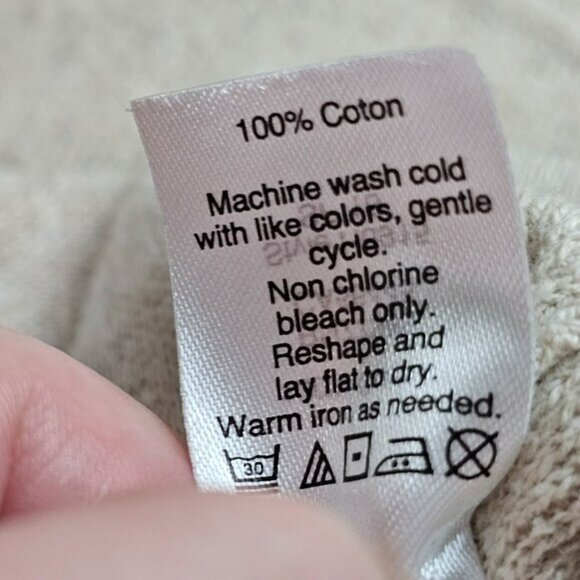 100% Coton
Machine wash cold
with like colors, gentle
cycle.
Non chlorine
bleach only.
Reshape and
lay flat to dry.
Warm iron as needed.
30